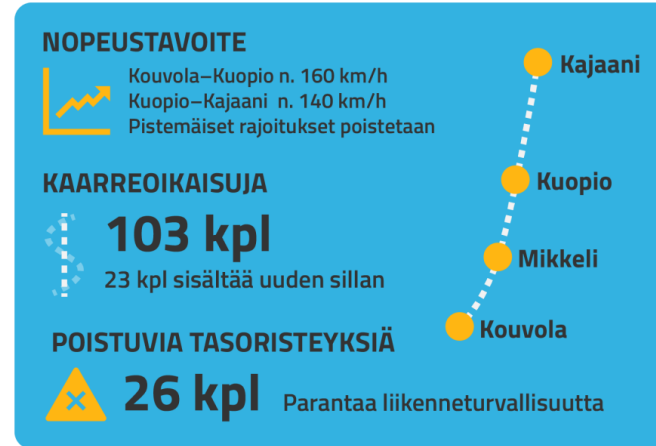 NOPEUSTAVOITE
Kouvola–Kuopio n. 160 km/h
Kuopio–Kajaani n. 140 km/h
Pistemäiset rajoitukset poistetaan
KAARREOIKAISUJA
103 kpl
23 kpl sisältää uuden sillan
POISTUVIA TASORISTEYKSIÄ
26 kpl Parantaa liikenneturvallisuutta
Kajaani
Kuopio
Mikkeli
Kouvola